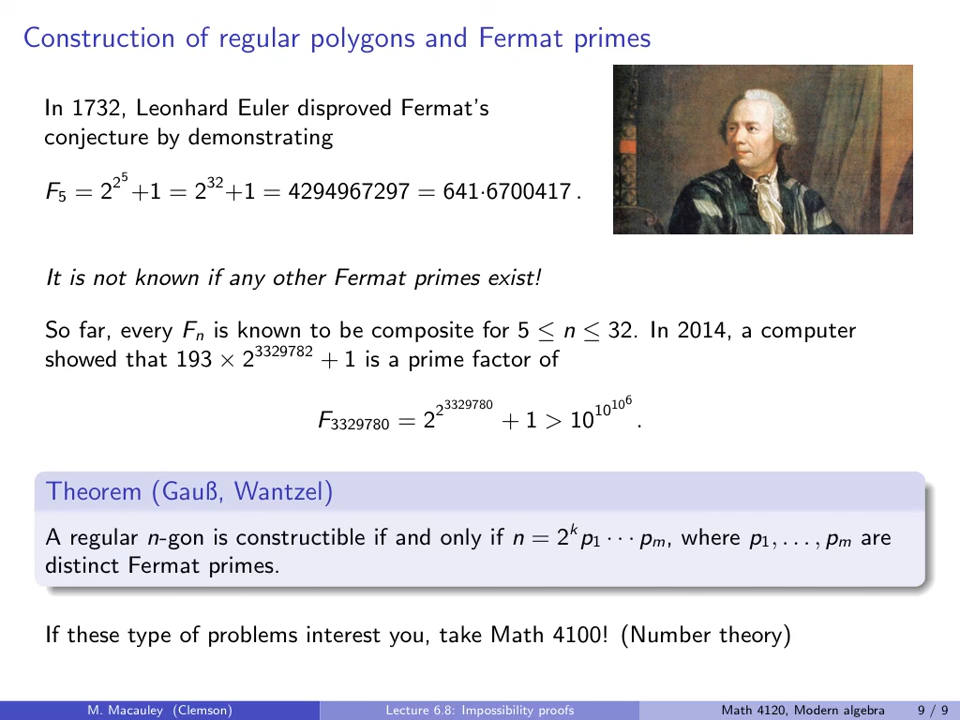 Construction of regular polygons and Fermat primes
In 1732, Leonhard Euler disproved Fermat's
conjecture by demonstrating
F₅ = 2^{2^5}+1 = 2^{32}+1 = 4294967297 = 641·6700417 .
It is not known if any other Fermat primes exist!
So far, every Fₙ is known to be composite for 5 ≤ n ≤ 32. In 2014, a computer
showed that 193 × 2^{3329782} + 1 is a prime factor of
F_{3329780} = 2^{2^{3329780}} + 1 > 10^{10^{10^6}} .
Theorem (Gauß, Wantzel)
A regular n-gon is constructible if and only if n = 2^k p₁ · · · pₘ, where p₁, . . . , pₘ are
distinct Fermat primes.
If these type of problems interest you, take Math 4100! (Number theory)
M. Macauley (Clemson) Lecture 6.8: Impossibility proofs Math 4120, Modern algebra 9 / 9